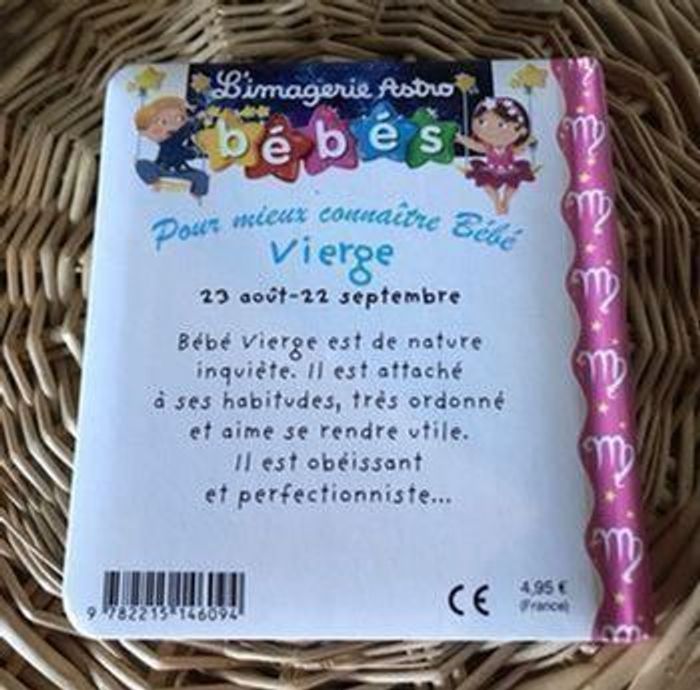 L'imagerie Astro
bébés
Pour mieux connaître Bébé
Vierge
23 août-22 septembre
Bébé Vierge est de nature
inquiète. Il est attaché
à ses habitudes, très ordonné
et aime se rendre utile.
Il est obéissant
et perfectionniste...
9 782215 146094
CE
4,95 €
(France)